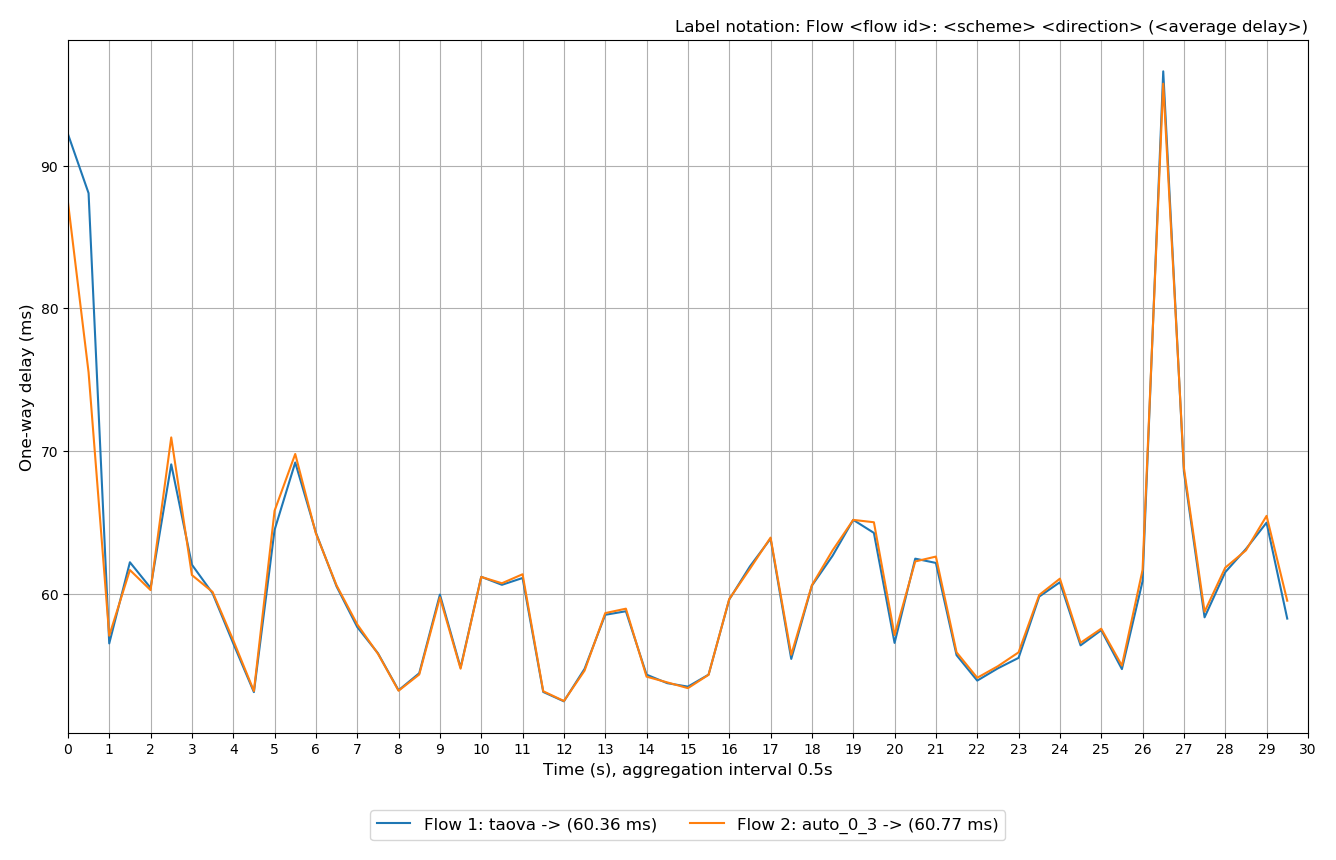 Label notation: Flow <flow id>: <scheme> <direction> (<average delay>)
One-way delay (ms)
90
80
70
60
0 1 2 3 4 5 6 7 8 9 10 11 12 13 14 15 16 17 18 19 20 21 22 23 24 25 26 27 28 29 30
Time (s), aggregation interval 0.5s
Flow 1: taova -> (60.36 ms) Flow 2: auto_0_3 -> (60.77 ms)